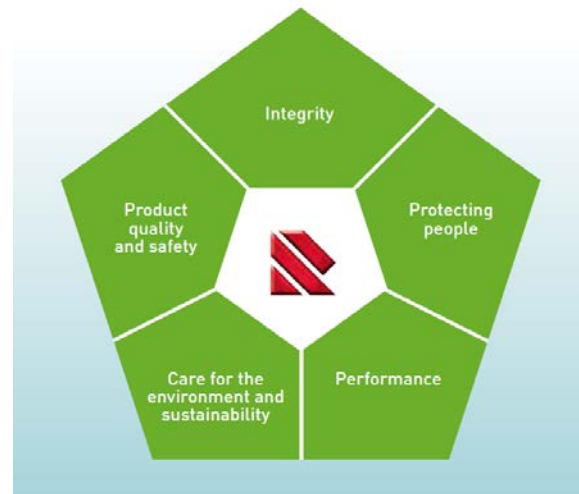 Integrity
Product
quality
and safety
Protecting
people
Care for the
environment and
sustainability
Performance